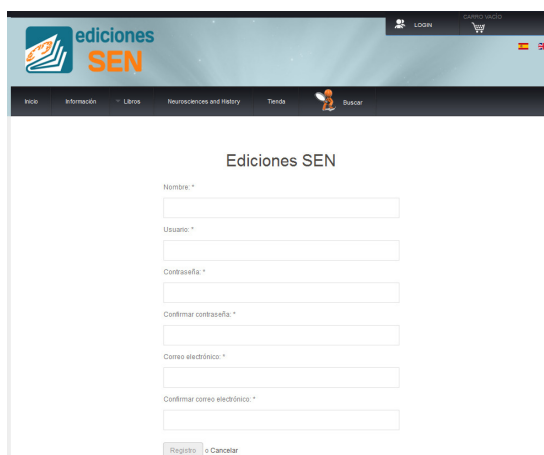 ediciones
SEN
LOGIN
CARRO VACÍO
Inicio
Información
Libros
Neurosciences and History
Tienda
Buscar
Ediciones SEN
Nombre: *
Usuario: *
Contraseña: *
Confirmar contraseña: *
Correo electrónico: *
Confirmar correo electrónico: *
Registro o Cancelar